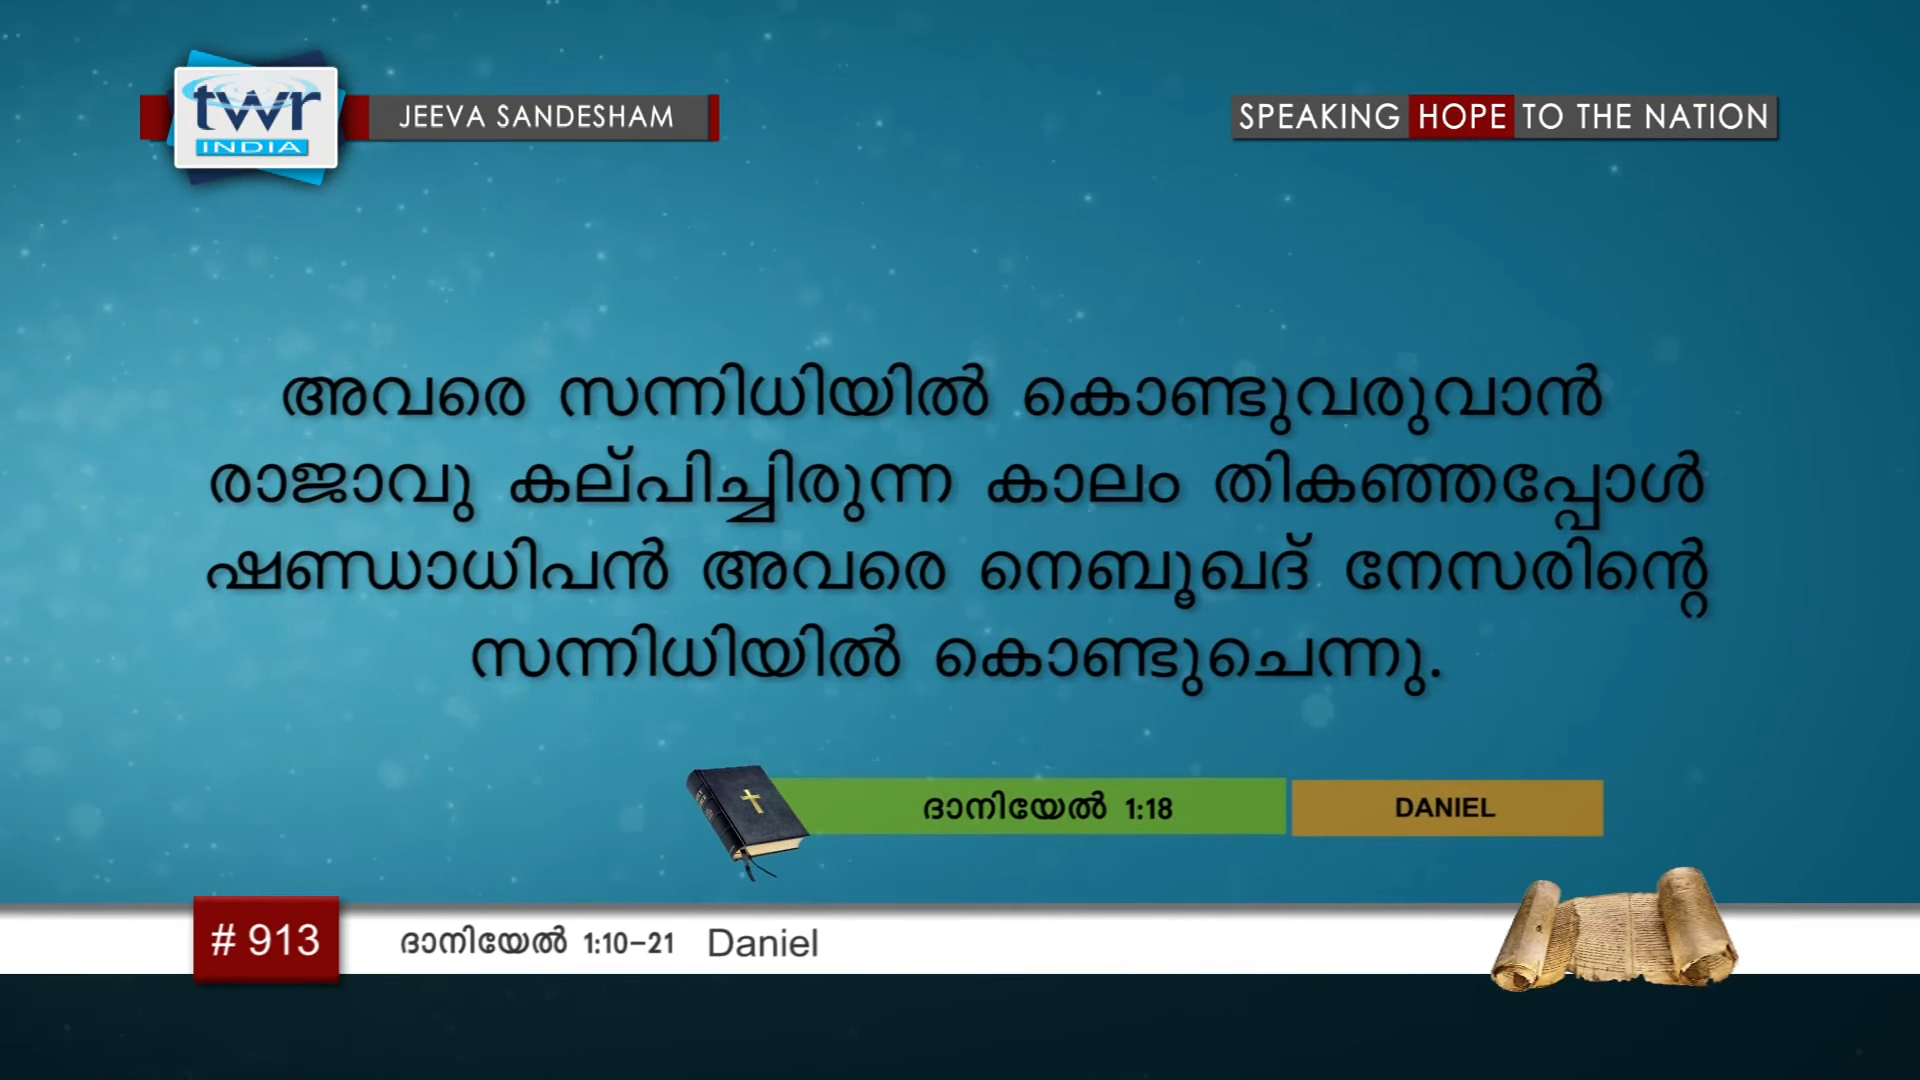 twr
INDIA
JEEVA SANDESHAM
SPEAKING HOPE TO THE NATION
അവരെ സന്നിധിയിൽ കൊണ്ടുവരുവാൻ
രാജാവു കല്പിച്ചിരുന്ന കാലം തികഞ്ഞപ്പോൾ
ഷണ്ഡാധിപൻ അവരെ നെബൂഖദ് നേസരിന്റെ
സന്നിധിയിൽ കൊണ്ടുചെന്നു.
ദാനിയേൽ 1:18
DANIEL
# 913
ദാനിയേൽ 1:10-21 Daniel